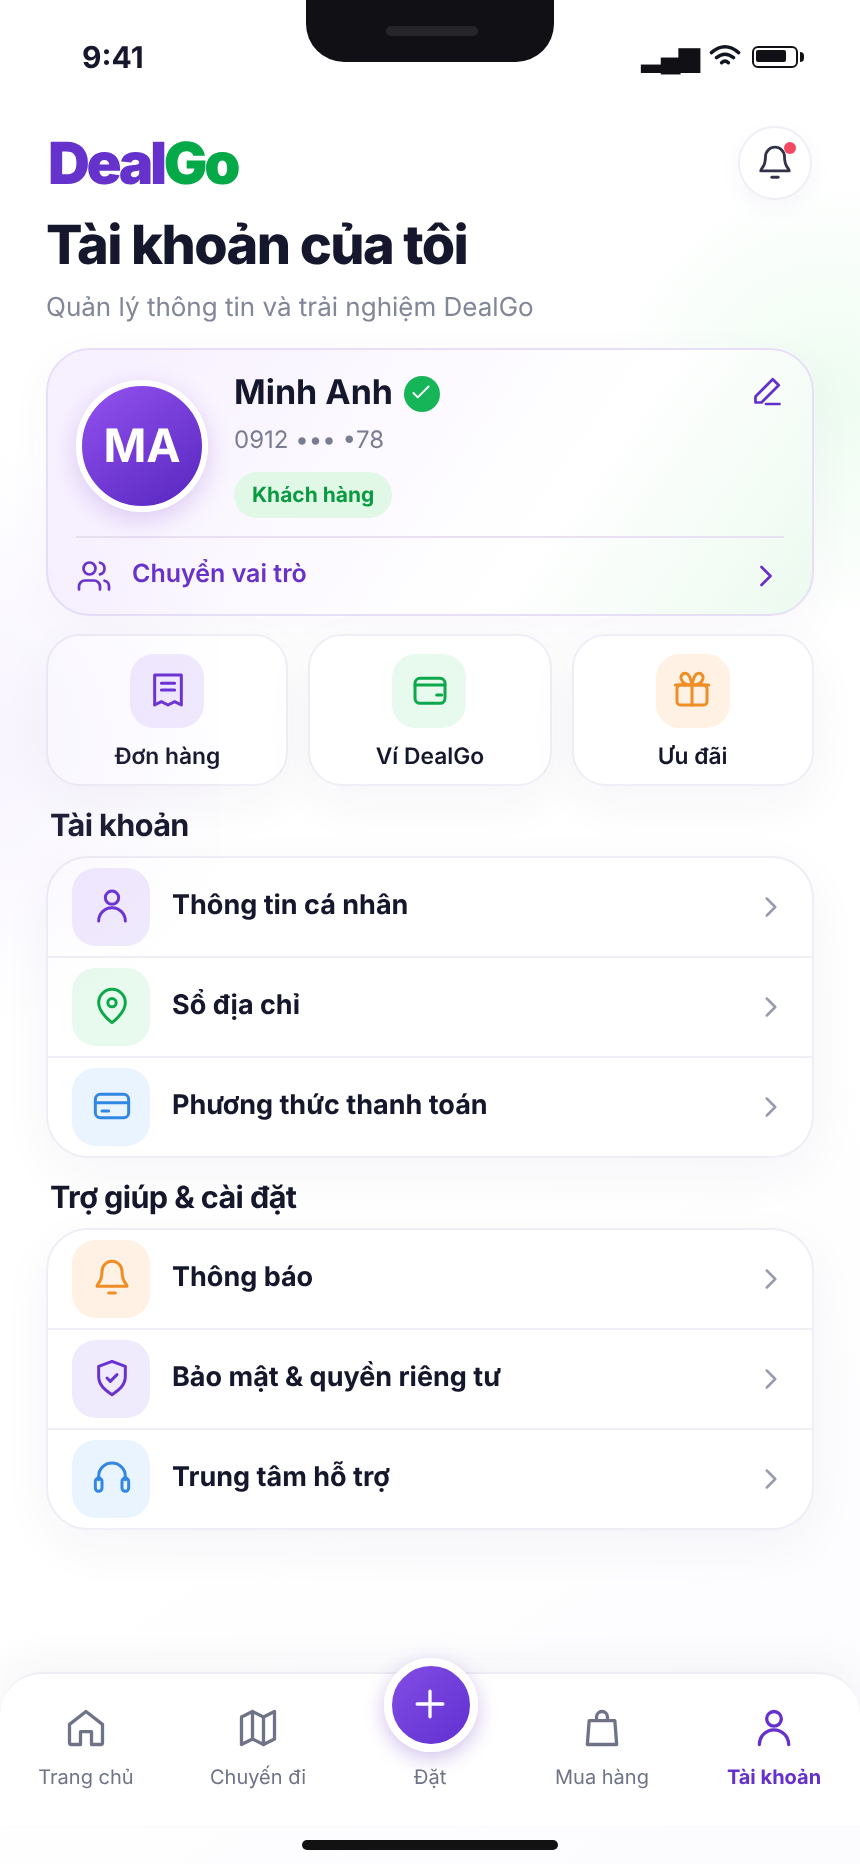 9:41
DealGo
Tài khoản của tôi
Quản lý thông tin và trải nghiệm DealGo
MA
Minh Anh
0912 ••• •78
Khách hàng
Chuyển vai trò
Đơn hàng
Ví DealGo
Ưu đãi
Tài khoản
Thông tin cá nhân
Sổ địa chỉ
Phương thức thanh toán
Trợ giúp & cài đặt
Thông báo
Bảo mật & quyền riêng tư
Trung tâm hỗ trợ
Trang chủ
Chuyến đi
Đặt
Mua hàng
Tài khoản